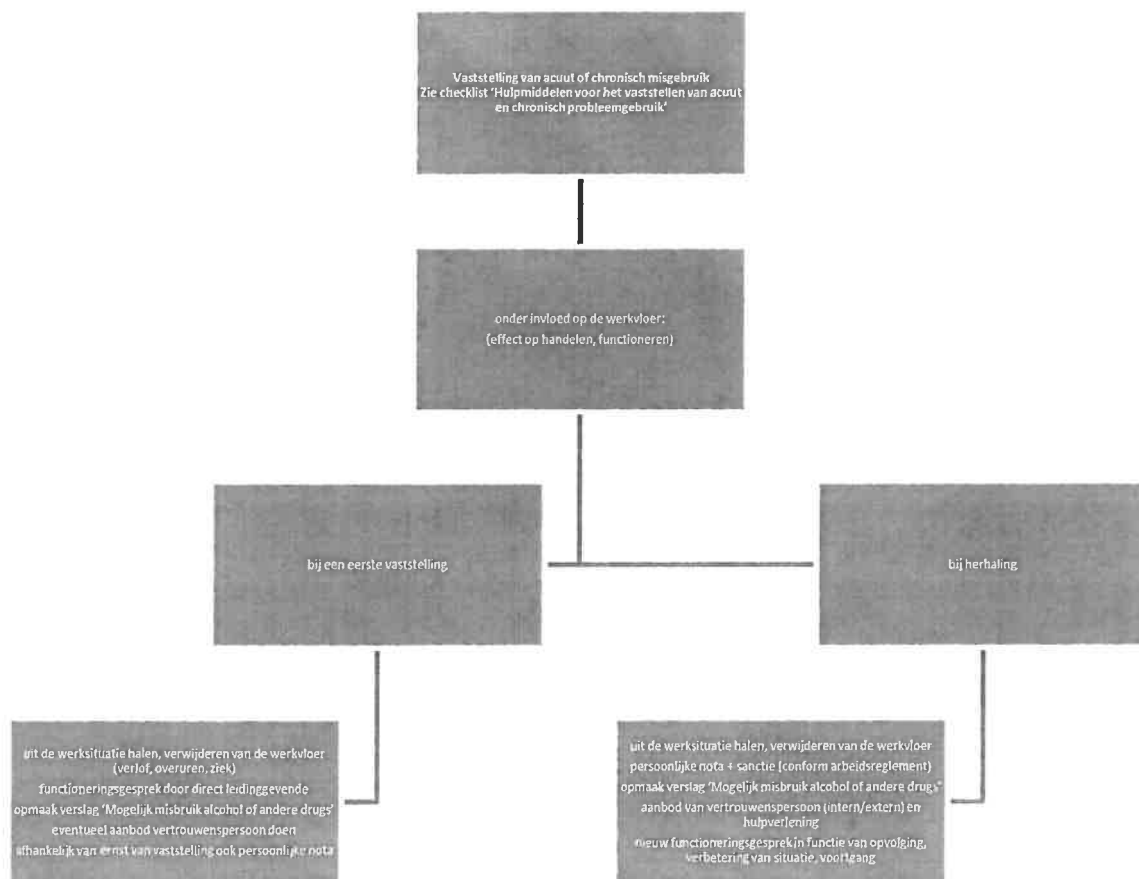 Vaststelling van acuut of chronisch misgebruik
Zie checklist 'Hulpmiddelen voor het vaststellen van acuut
en chronisch probleemgebruik'
onder invloed op de werkvloer:
(effect op handelen, functioneren)
bij een eerste vaststelling
bij herhaling
uit de werksituatie halen, verwijderen van de werkvloer
(verlof, overuren, ziek)
functioneringsgesprek door direct leidinggevende
opmaak verslag 'Mogelijk misbruik alcohol of andere drugs'
eventueel aanbod vertrouwenspersoon doen
afhankelijk van ernst van vaststelling ook persoonlijke nota
uit de werksituatie halen, verwijderen van de werkvloer
persoonlijke nota + sanctie (conform arbeidsreglement)
opmaak verslag 'Mogelijk misbruik alcohol of andere drugs'
aanbod van vertrouwenspersoon (intern/extern) en
hulpverlening
nieuw functioneringsgesprek in functie van opvolging,
verbetering van situatie, voortgang